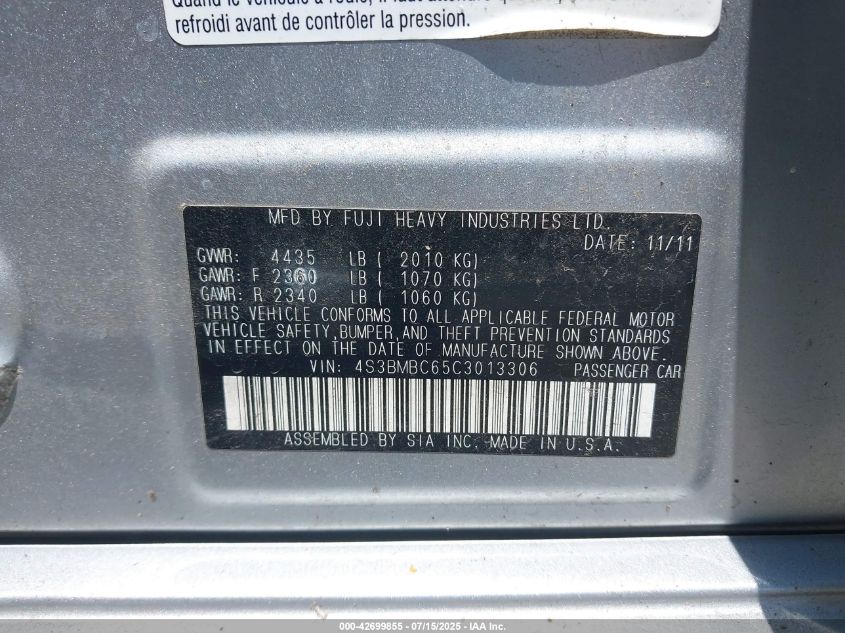 Quand le véhicule a roulé, il faut attendre
refroidi avant de contrôler la pression.
MFD BY FUJI HEAVY INDUSTRIES LTD.
DATE: 11/11
GVWR: 4435 LB ( 2010 KG)
GAWR: F 2360 LB ( 1070 KG)
GAWR: R 2340 LB ( 1060 KG)
THIS VEHICLE CONFORMS TO ALL APPLICABLE FEDERAL MOTOR
VEHICLE SAFETY, BUMPER, AND THEFT PREVENTION STANDARDS
IN EFFECT ON THE DATE OF MANUFACTURE SHOWN ABOVE.
VIN: 4S3BMBC65C3013306 PASSENGER CAR
ASSEMBLED BY SIA INC. MADE IN U.S.A.
000-42699855 - 07/15/2025 - IAA Inc.